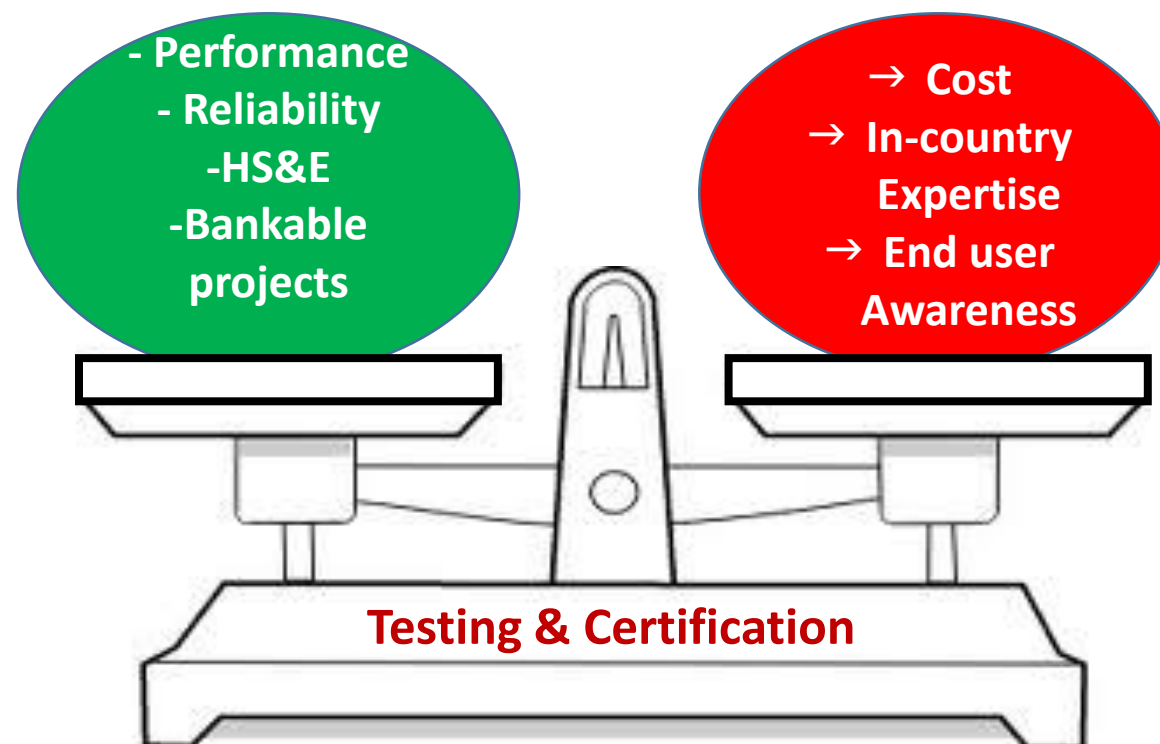 - Performance
- Reliability
-HS&E
-Bankable
projects
→ Cost
→ In-country
Expertise
→ End user
Awareness
Testing & Certification